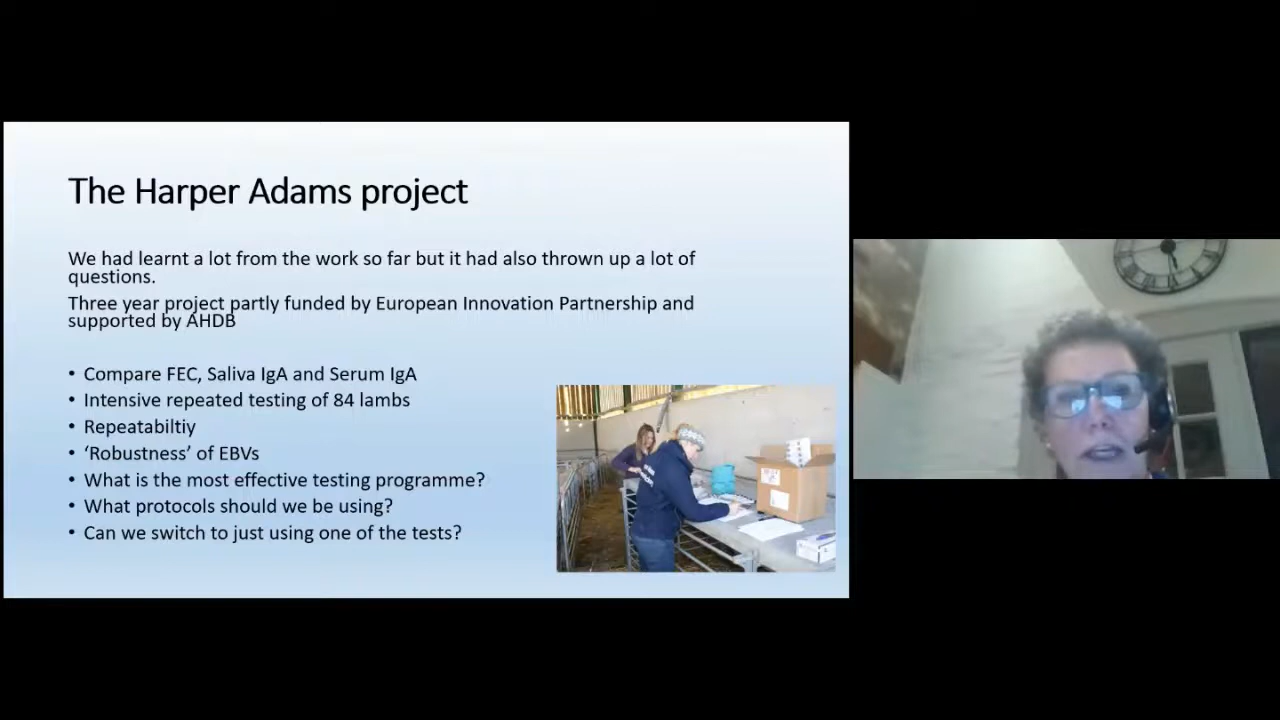 The Harper Adams project
We had learnt a lot from the work so far but it had also thrown up a lot of
questions.
Three year project partly funded by European Innovation Partnership and
supported by AHDB
• Compare FEC, Saliva IgA and Serum IgA
• Intensive repeated testing of 84 lambs
• Repeatabiltiy
• ‘Robustness’ of EBVs
• What is the most effective testing programme?
• What protocols should we be using?
• Can we switch to just using one of the tests?